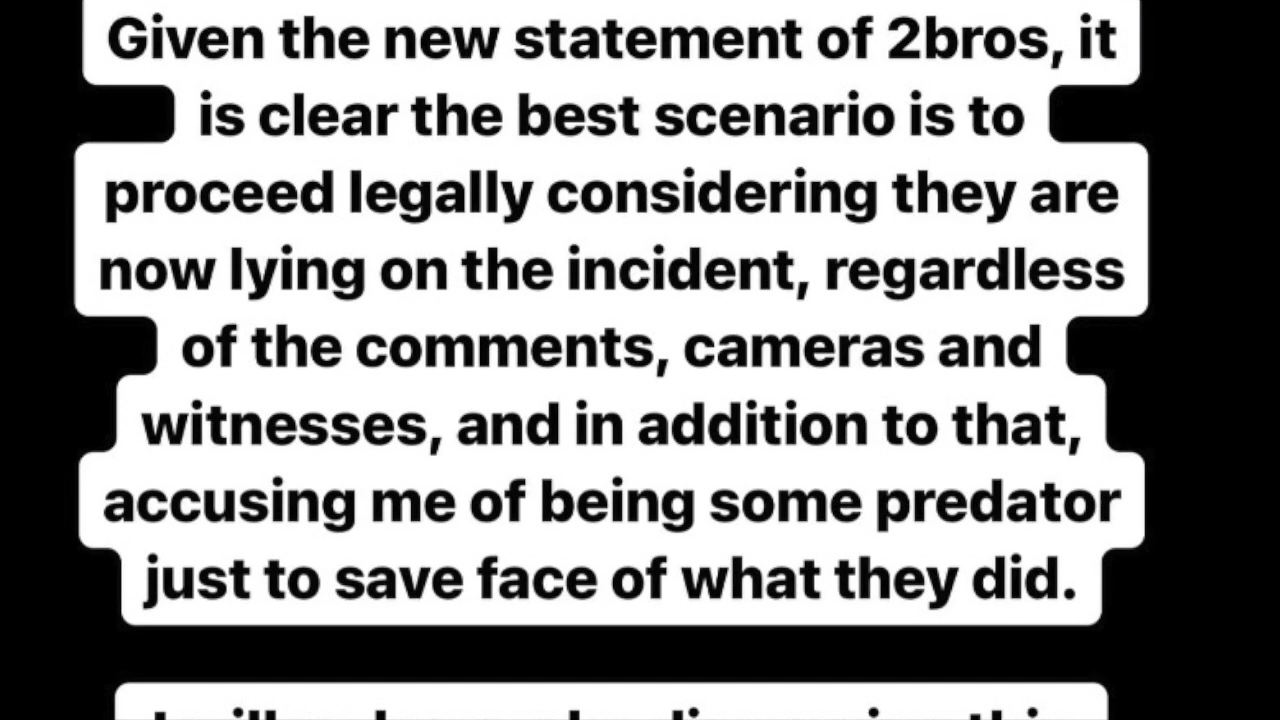 Given the new statement of 2bros, it
is clear the best scenario is to
proceed legally considering they are
now lying on the incident, regardless
of the comments, cameras and
witnesses, and in addition to that,
accusing me of being some predator
just to save face of what they did.